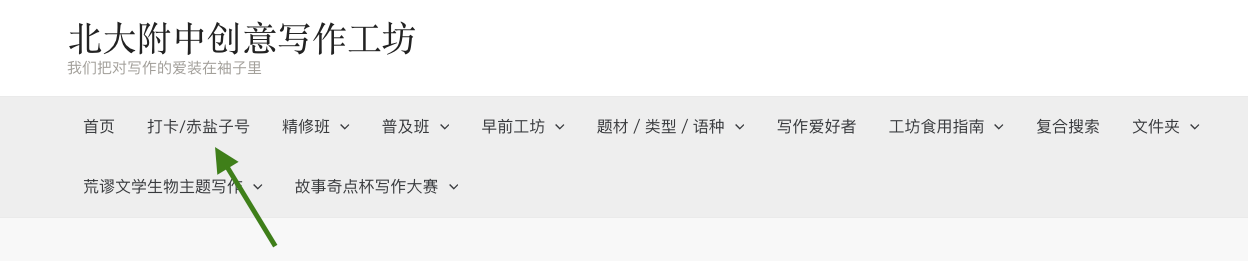 北大附中创意写作工坊
我们把对写作的爱装在袖子里
首页 打卡/赤盐子号 精修班 普及班 早前工坊 题材 / 类型 / 语种 写作爱好者 工坊食用指南 复合搜索 文件夹
荒谬文学生物主题写作 故事奇点杯写作大赛